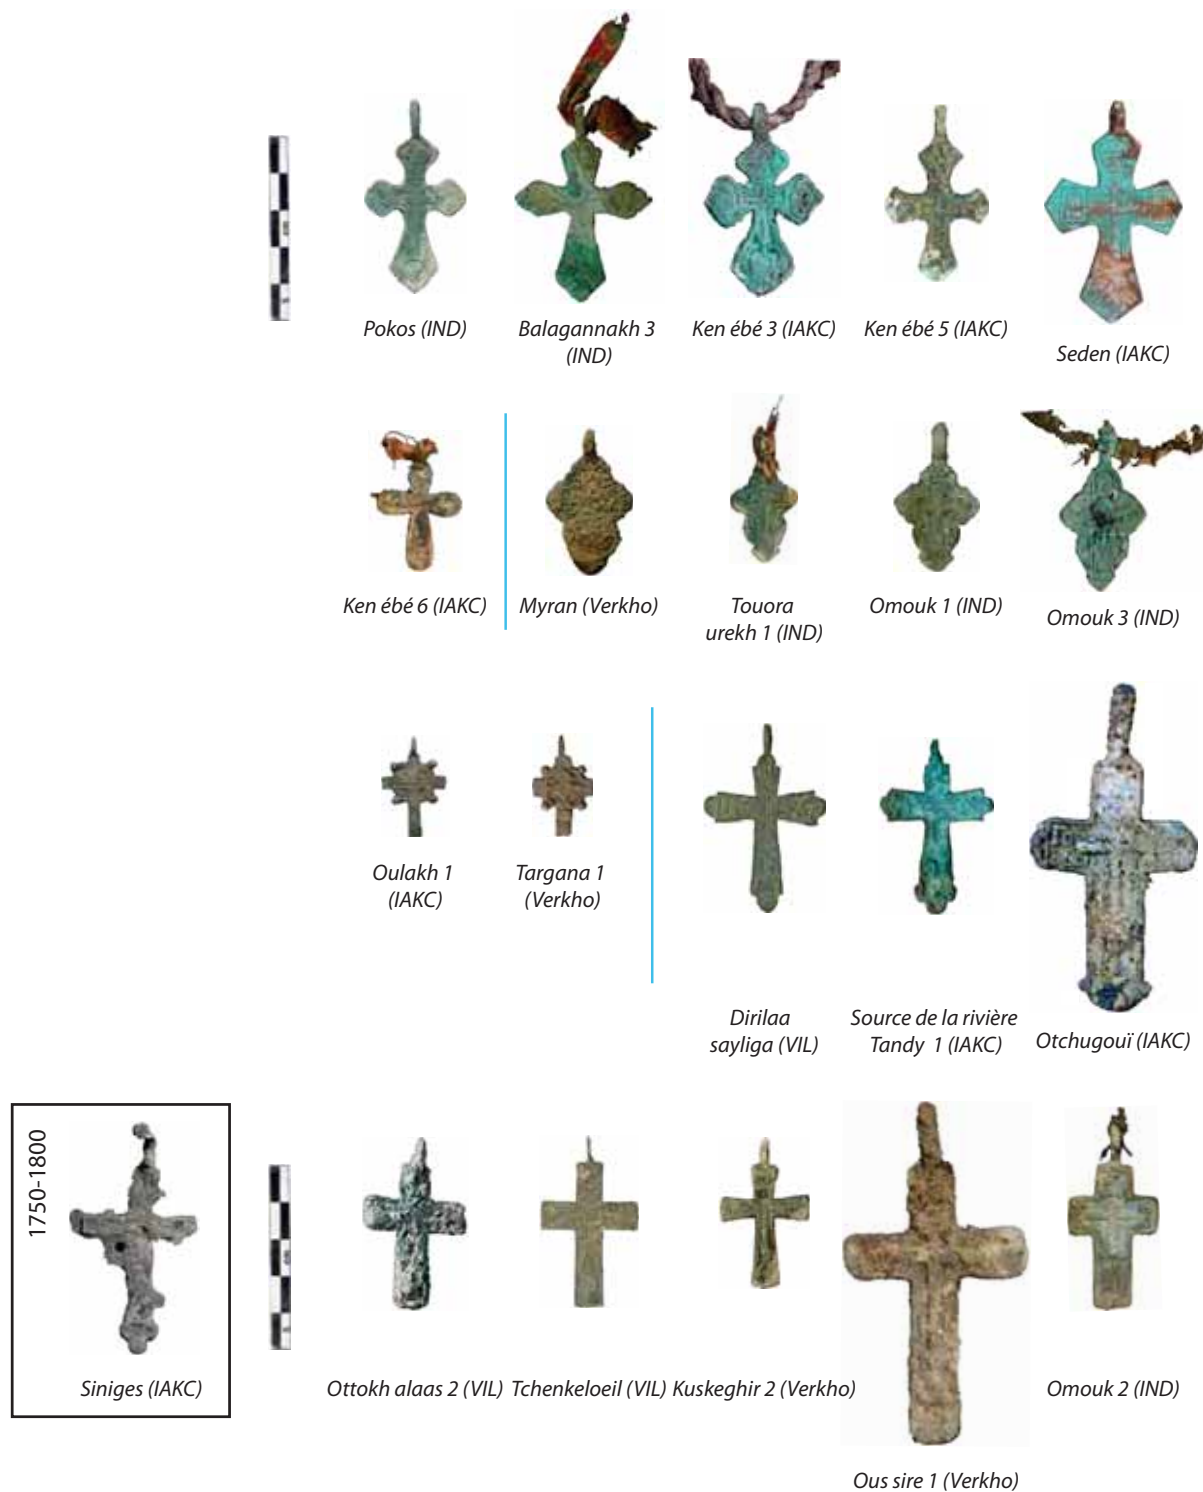 Pokos (IND)
Balagannakh 3
(IND)
Ken ébé 3 (IAKC)
Ken ébé 5 (IAKC)
Seden (IAKC)
Ken ébé 6 (IAKC)
Myran (Verkho)
Touora
urekh 1 (IND)
Omouk 1 (IND)
Omouk 3 (IND)
Oulakh 1
(IAKC)
Targana 1
(Verkho)
Dirilaa
sayliga (VIL)
Source de la rivière
Tandy 1 (IAKC)
Otchugouï (IAKC)
1750-1800
Siniges (IAKC)
Ottokh alaas 2 (VIL)
Tchenkeloeil (VIL)
Kuskeghir 2 (Verkho)
Ous sire 1 (Verkho)
Omouk 2 (IND)